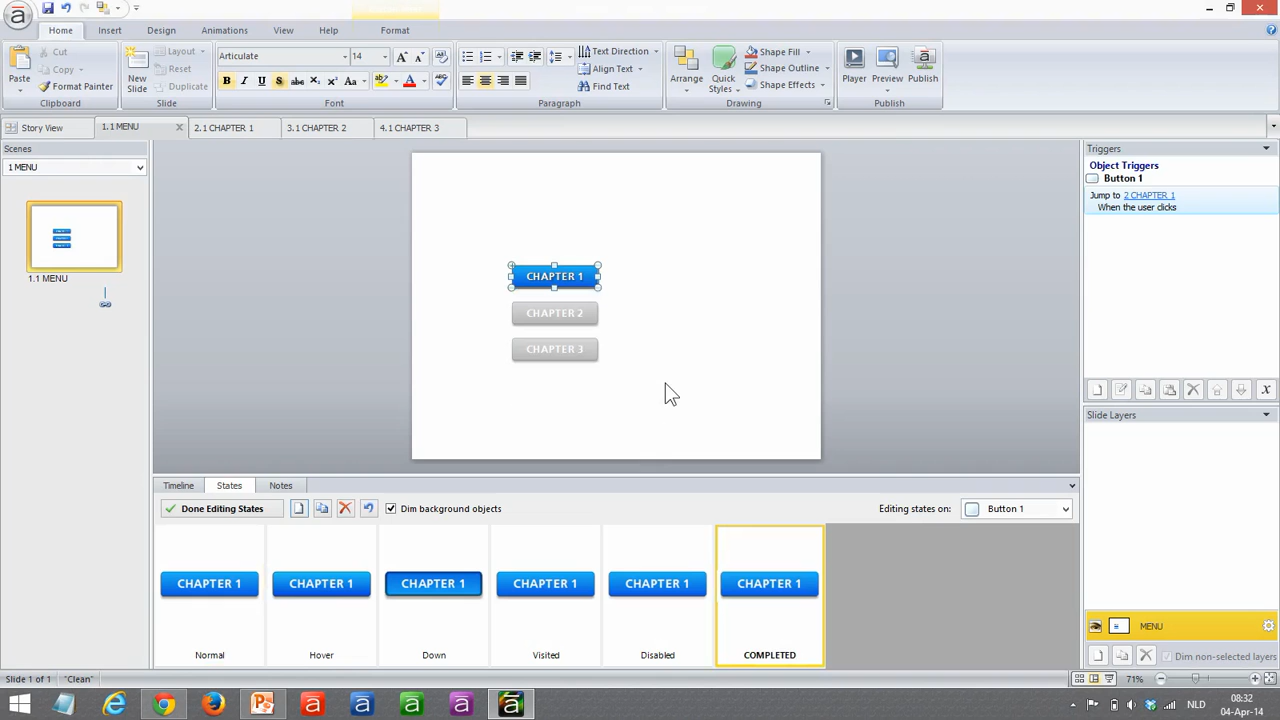 Home Insert Design Animations View Help Format
Paste Cut Copy Format Painter
Clipboard
New Slide Layout Reset Duplicate
Slide
Articulate 14
Font
Text Direction Align Text Find Text
Paragraph
Arrange Quick Styles Shape Fill Shape Outline Shape Effects
Drawing
Player Preview Publish
Publish
Story View 1.1 MENU 2.1 CHAPTER 1 3.1 CHAPTER 2 4.1 CHAPTER 3
Scenes
1 MENU
1.1 MENU
CHAPTER 1
CHAPTER 2
CHAPTER 3
Triggers
Object Triggers
Button 1
Jump to 2 CHAPTER 1
When the user clicks
Slide Layers
MENU
Dim non-selected layers
Timeline States Notes
Done Editing States Dim background objects Editing states on: Button 1
CHAPTER 1 CHAPTER 1 CHAPTER 1 CHAPTER 1 CHAPTER 1 CHAPTER 1
Normal Hover Down Visited Disabled COMPLETED
Slide 1 of 1 "Clean" 71%
NLD 08:32
04-Apr-14